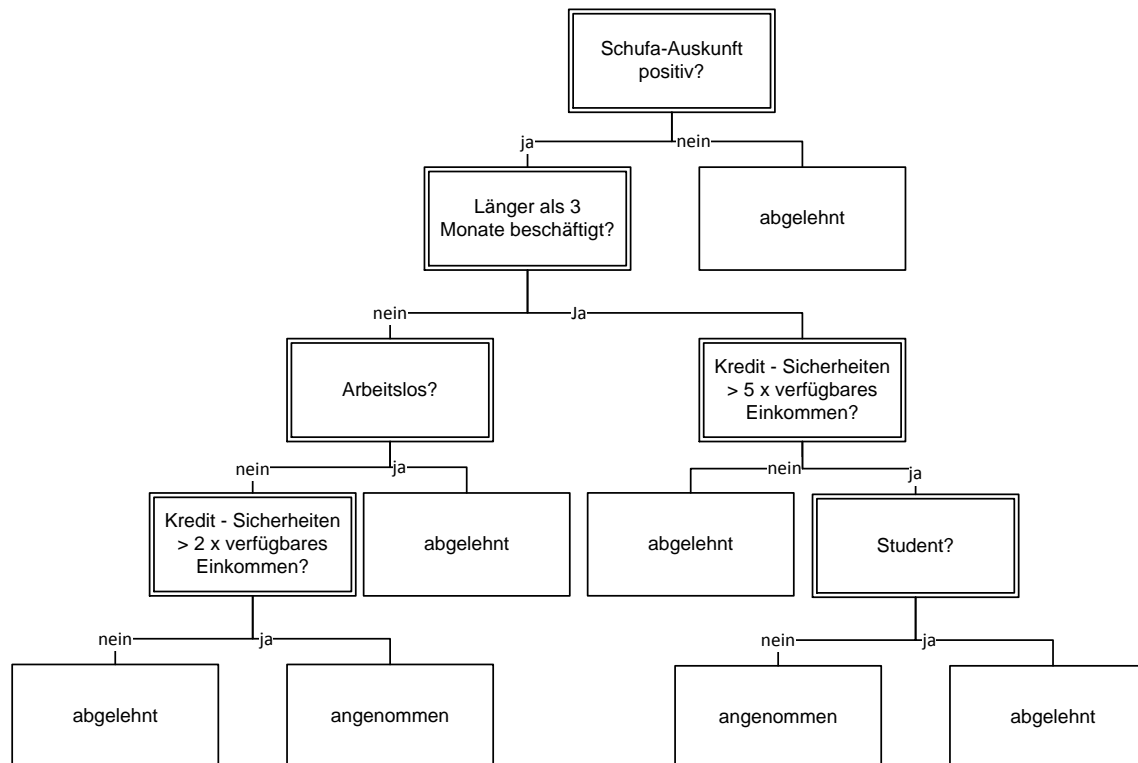 Schufa-Auskunft
positiv?
ja
nein
Länger als 3
Monate beschäftigt?
abgelehnt
nein
Ja
Arbeitslos?
Kredit - Sicherheiten
> 5 x verfügbares
Einkommen?
nein
ja
nein
ja
Kredit - Sicherheiten
> 2 x verfügbares
Einkommen?
abgelehnt
abgelehnt
Student?
nein
ja
nein
ja
abgelehnt
angenommen
angenommen
abgelehnt